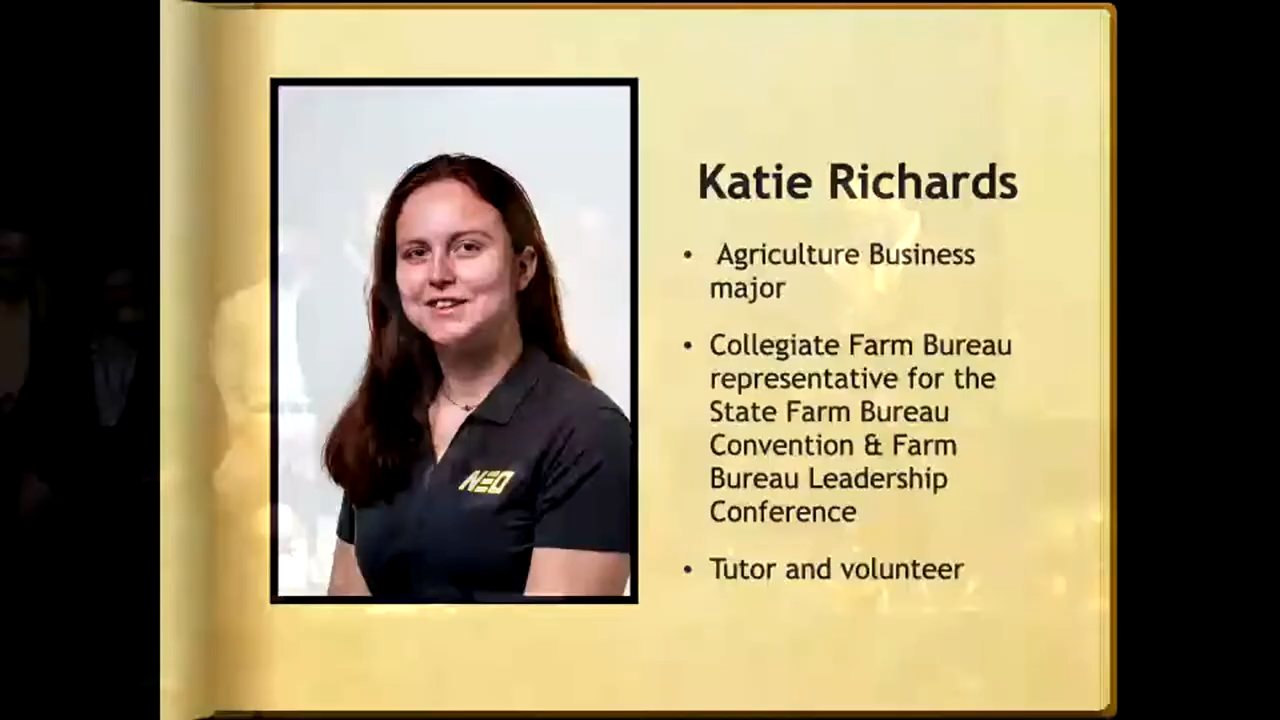 Katie Richards
• Agriculture Business
major
• Collegiate Farm Bureau
representative for the
State Farm Bureau
Convention & Farm
Bureau Leadership
Conference
• Tutor and volunteer
NEO